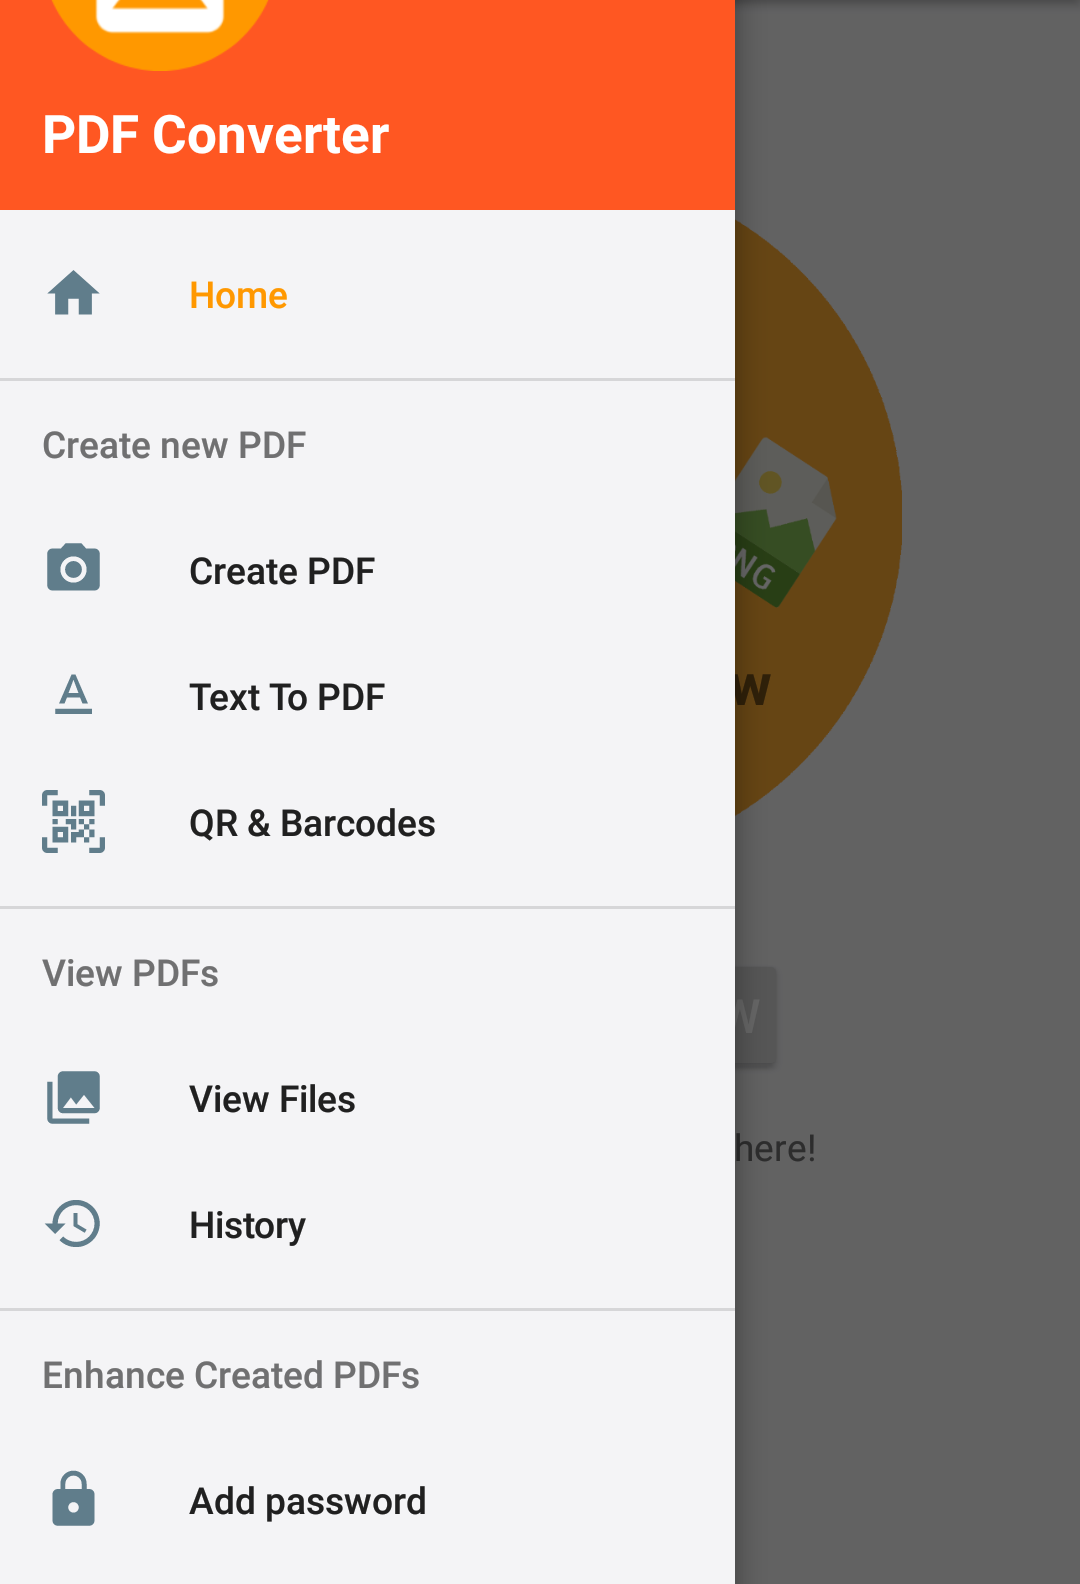 PDF Converter
Home
Create new PDF
Create PDF
Text To PDF
QR & Barcodes
View PDFs
View Files
History
Enhance Created PDFs
Add password
NG
W
W
here!